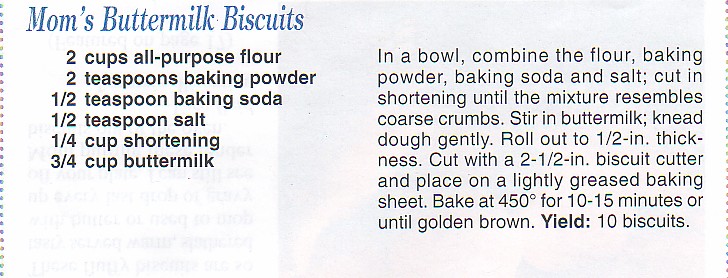 Mom's Buttermilk Biscuits
2 cups all-purpose flour
2 teaspoons baking powder
1/2 teaspoon baking soda
1/2 teaspoon salt
1/4 cup shortening
3/4 cup buttermilk
In a bowl, combine the flour, baking
powder, baking soda and salt; cut in
shortening until the mixture resembles
coarse crumbs. Stir in buttermilk; knead
dough gently. Roll out to 1/2-in. thick-
ness. Cut with a 2-1/2-in. biscuit cutter
and place on a lightly greased baking
sheet. Bake at 450° for 10-15 minutes or
until golden brown. Yield: 10 biscuits.